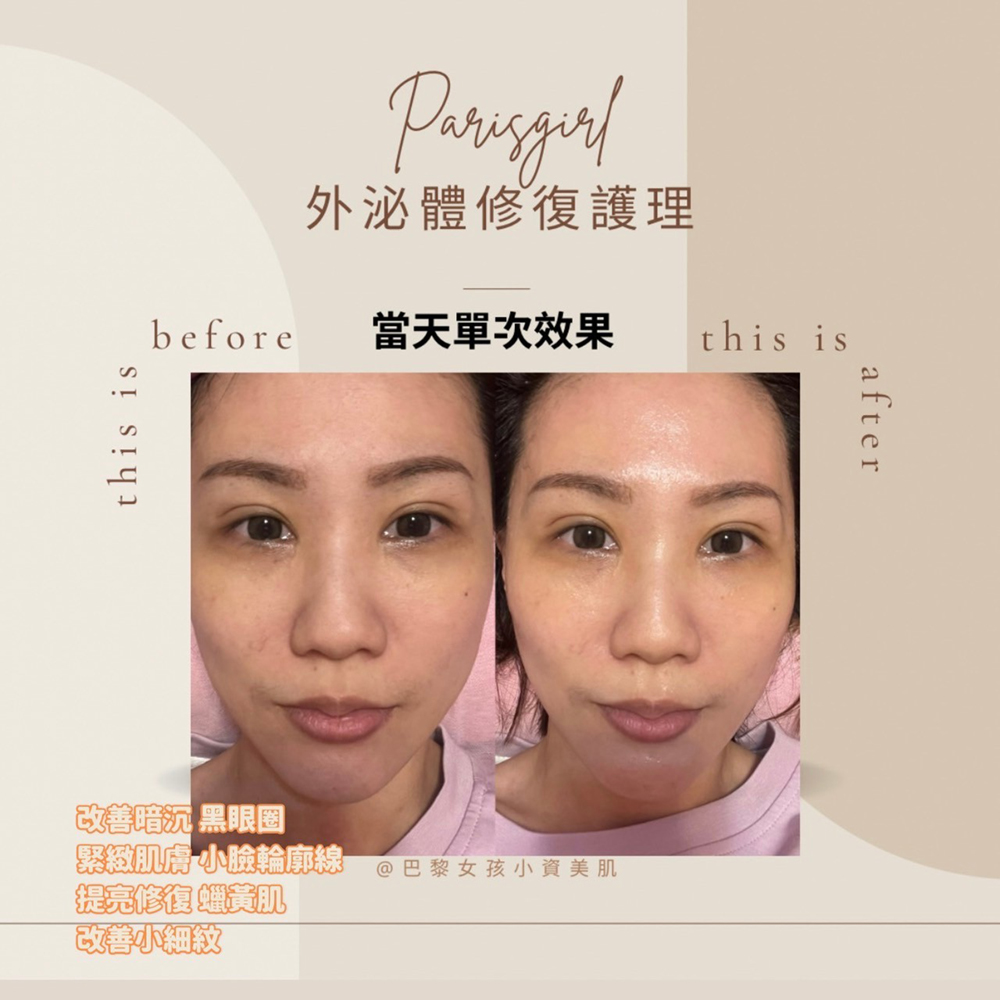 Parisgirl
外泌體修復護理
當天單次效果
this is before
this is after
@巴黎女孩小資美肌
改善暗沉 黑眼圈
緊緻肌膚 小臉輪廓線
提亮修復 蠟黃肌
改善小細紋